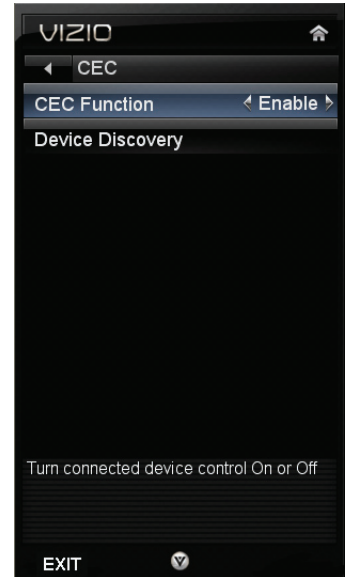 VIZIO
CEC
CEC Function Enable
Device Discovery
Turn connected device control On or Off
EXIT